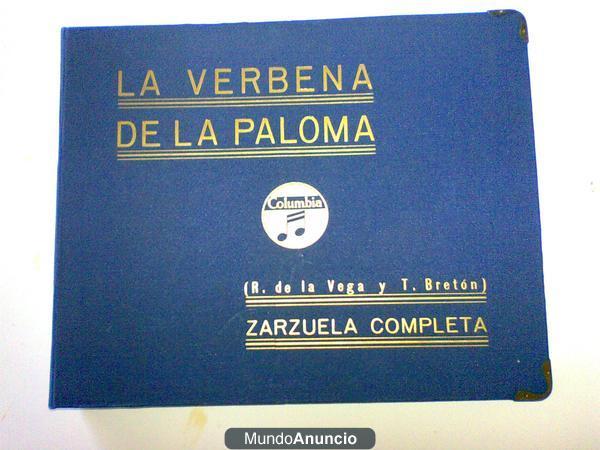 LA VERBENA
DE LA PALOMA
Columbia
(R. de la Vega y T. Bretón)
ZARZUELA COMPLETA
MundoAnuncio